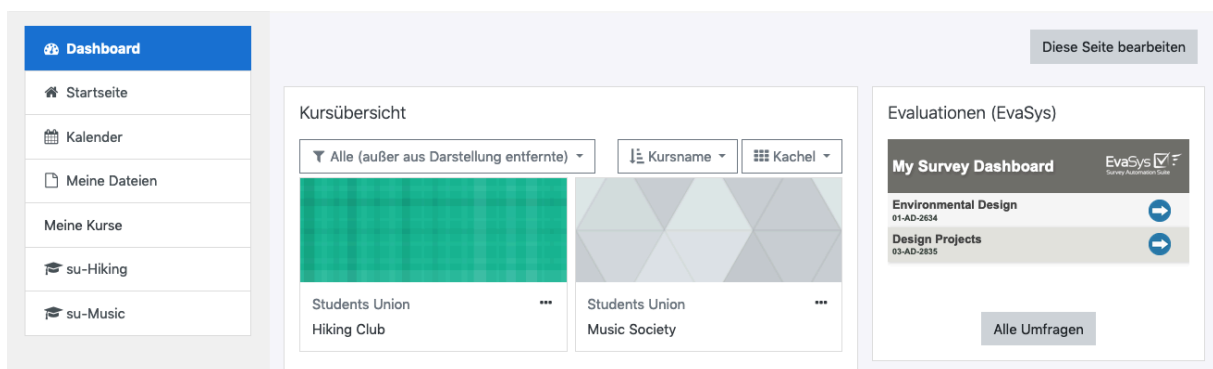 Dashboard
Startseite
Kalender
Meine Dateien
Meine Kurse
su-Hiking
su-Music
Diese Seite bearbeiten
Kursübersicht
Alle (außer aus Darstellung entfernte)
Kursname
Kachel
Students Union
Hiking Club
Students Union
Music Society
Evaluationen (EvaSys)
My Survey Dashboard
EvaSys
Survey Automation Suite
Environmental Design
01-AD-2634
Design Projects
03-AD-2835
Alle Umfragen